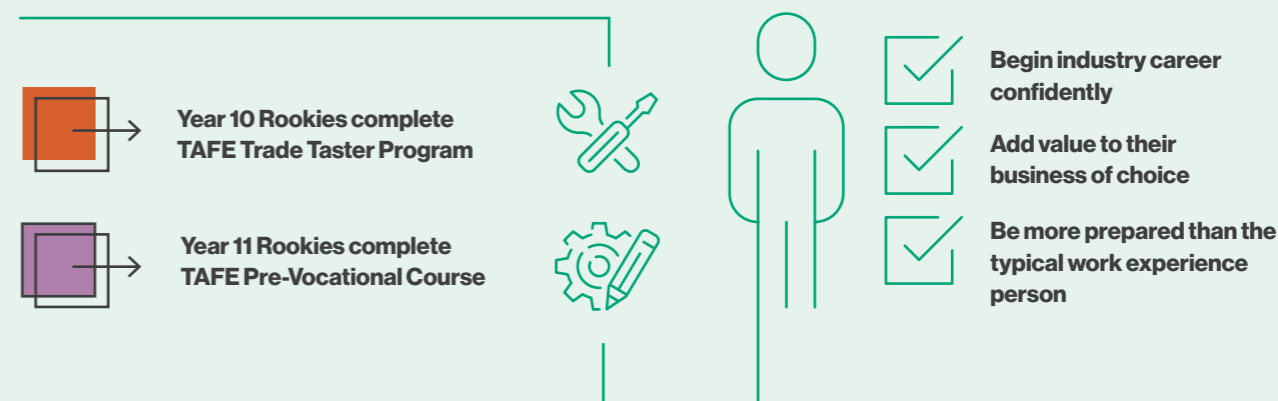 Year 10 Rookies complete
TAFE Trade Taster Program
Year 11 Rookies complete
TAFE Pre-Vocational Course
Begin industry career
confidently
Add value to their
business of choice
Be more prepared than the
typical work experience
person